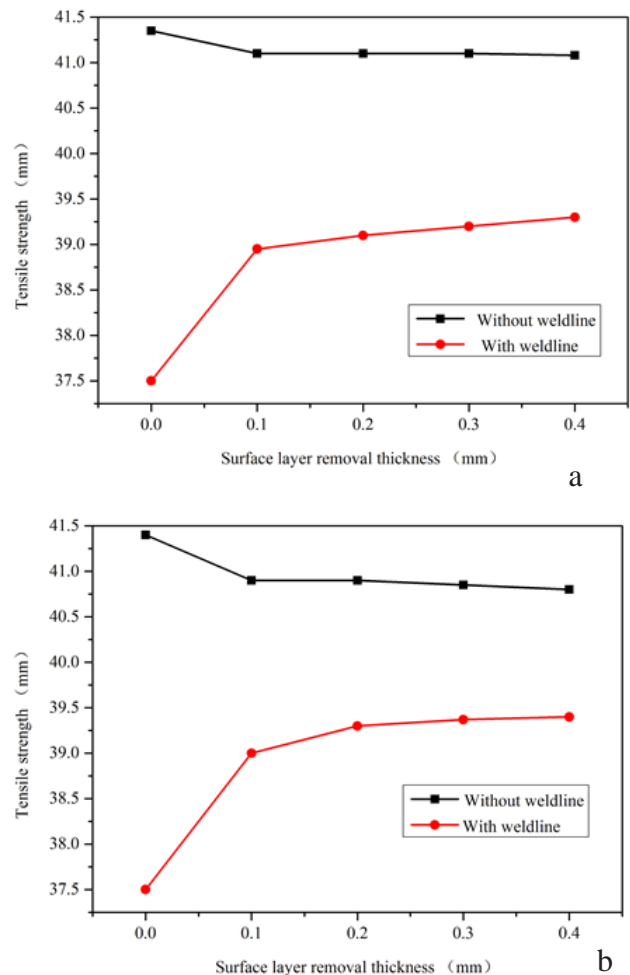 41.5
41.0
40.5
40.0
39.5
39.0
38.5
38.0
37.5
Tensile strength （mm）
Without weldline
With weldline
0.0 0.1 0.2 0.3 0.4
Surface layer removal thickness （mm）
a
41.5
41.0
40.5
40.0
39.5
39.0
38.5
38.0
37.5
Tensile strength （mm）
Without weldline
With weldline
0.0 0.1 0.2 0.3 0.4
Surface layer removal thickness （mm）
b